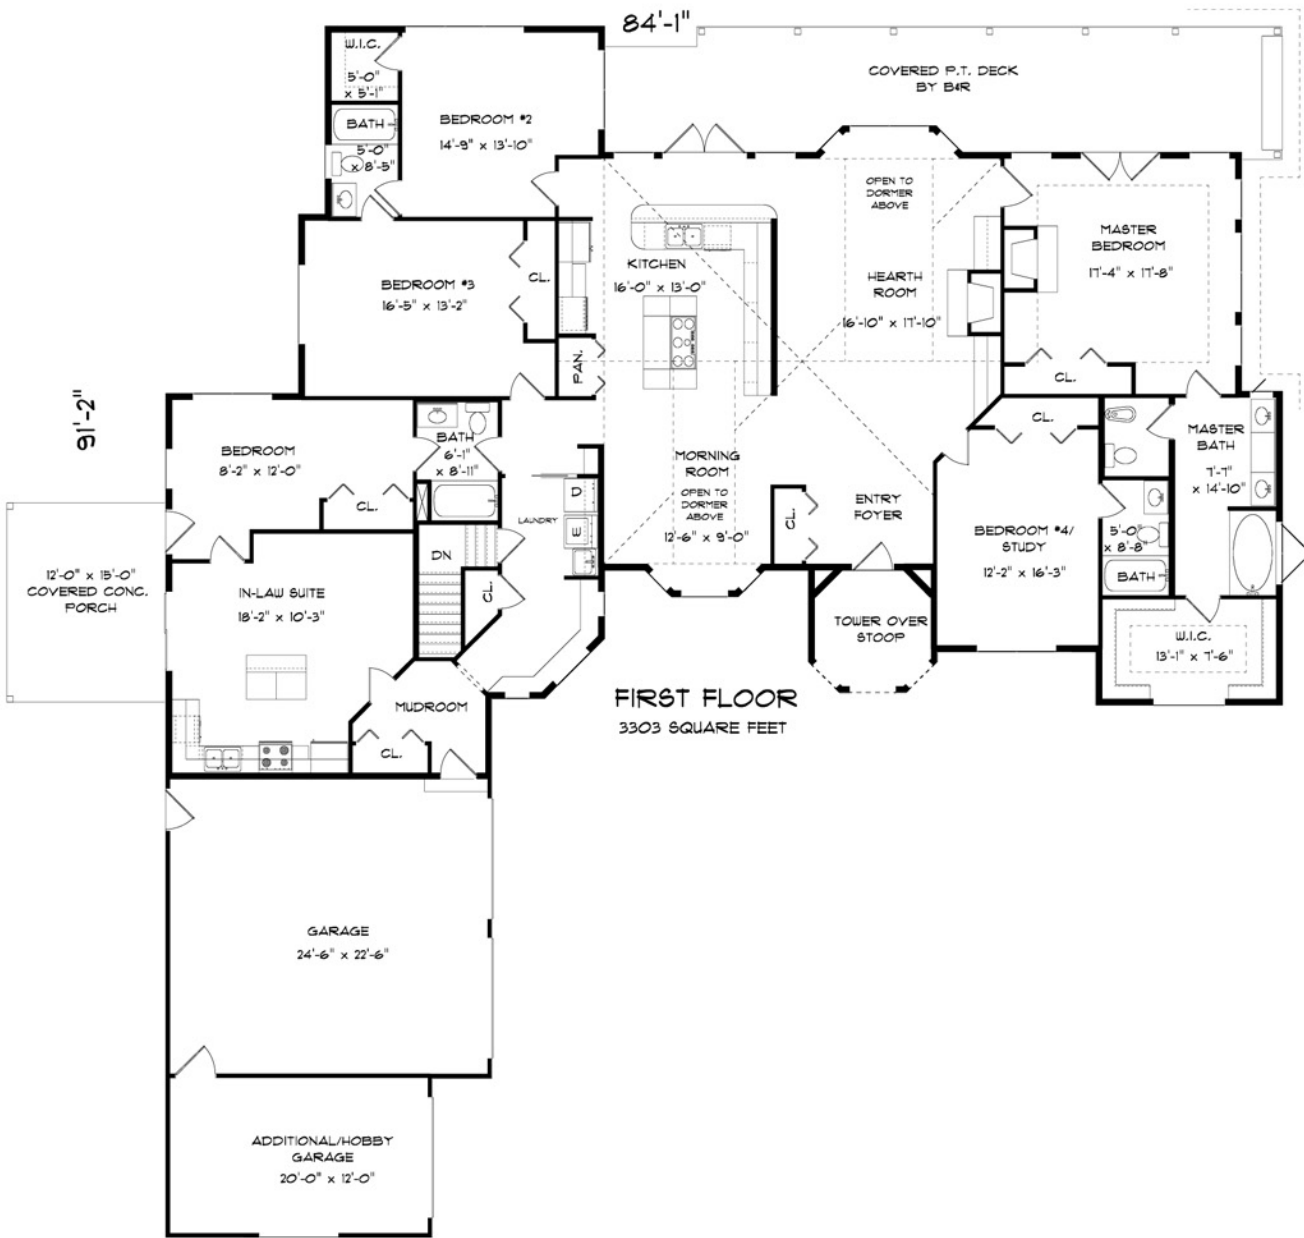 84'-1"
W.I.C.
5'-0"
x 5'-1"
COVERED P.T. DECK
BY B4R
BATH
5'-0"
x 8'-5"
BEDROOM #2
14'-9" x 13'-10"
OPEN TO
DORMER
ABOVE
MASTER
BEDROOM
17'-4" x 17'-8"
KITCHEN
16'-0" x 13'-0"
HEARTH
ROOM
16'-10" x 17'-10"
CL.
BEDROOM #3
16'-5" x 13'-2"
PAN.
CL.
91'-2"
CL.
BEDROOM
8'-2" x 12'-0"
BATH
6'-1"
x 8'-11"
MASTER
BATH
7'-7"
x 14'-10"
MORNING
ROOM
OPEN TO
DORMER
ABOVE
12'-6" x 9'-0"
CL.
D
LAUNDRY
W
CL.
ENTRY
FOYER
BEDROOM #4/
STUDY
12'-2" x 16'-3"
5'-0"
x 8'-8"
BATH
DN
CL.
12'-0" x 15'-0"
COVERED CONC.
PORCH
IN-LAW SUITE
18'-2" x 10'-3"
TOWER OVER
STOOP
W.I.C.
13'-1" x 7'-6"
MUDROOM
CL.
FIRST FLOOR
3303 SQUARE FEET
GARAGE
24'-6" x 22'-6"
ADDITIONAL/HOBBY
GARAGE
20'-0" x 12'-0"